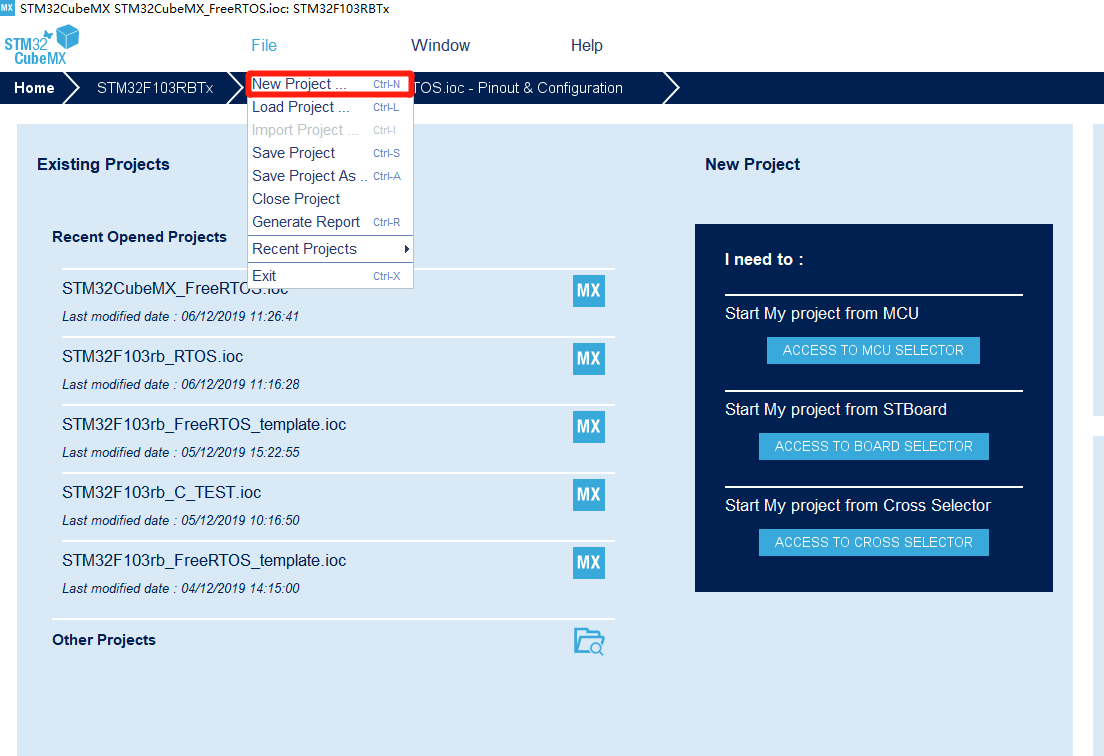 MX STM32CubeMX STM32CubeMX_FreeRTOS.ioc: STM32F103RBTx
STM32
CubeMX
File Window Help
Home STM32F103RBTx TOS.ioc - Pinout & Configuration
New Project ... Ctrl-N
Load Project ... Ctrl-L
Import Project ... Ctrl-I
Save Project Ctrl-S
Save Project As .. Ctrl-A
Close Project
Generate Report Ctrl-R
Recent Projects
Exit Ctrl-X
Existing Projects
Recent Opened Projects
STM32CubeMX_FreeRTOS.ioc MX
Last modified date : 06/12/2019 11:26:41
STM32F103rb_RTOS.ioc MX
Last modified date : 06/12/2019 11:16:28
STM32F103rb_FreeRTOS_template.ioc MX
Last modified date : 05/12/2019 15:22:55
STM32F103rb_C_TEST.ioc MX
Last modified date : 05/12/2019 10:16:50
STM32F103rb_FreeRTOS_template.ioc MX
Last modified date : 04/12/2019 14:15:00
Other Projects
New Project
I need to :
Start My project from MCU
ACCESS TO MCU SELECTOR
Start My project from STBoard
ACCESS TO BOARD SELECTOR
Start My project from Cross Selector
ACCESS TO CROSS SELECTOR